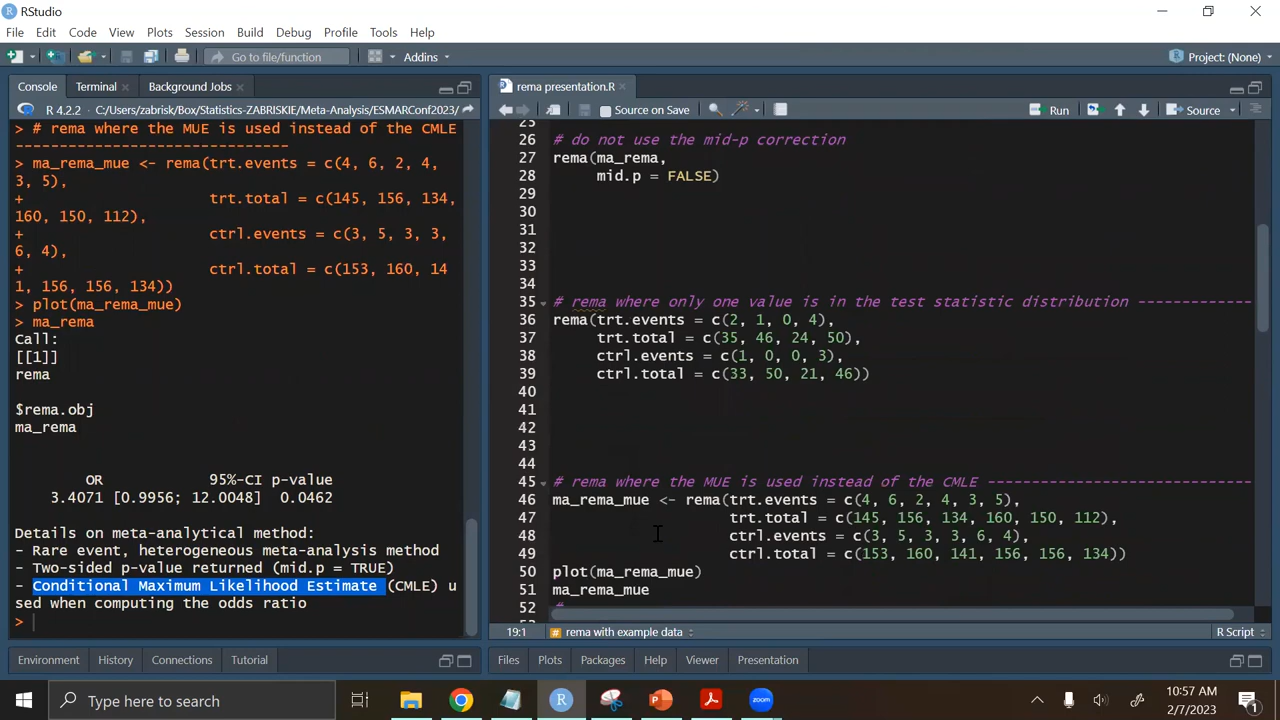 RStudio
File Edit Code View Plots Session Build Debug Profile Tools Help
Go to file/function Addins Project: (None)
Console Terminal Background Jobs
R 4.2.2 · C:/Users/zabrisk/Box/Statistics-ZABRISKIE/Meta-Analysis/ESMARConf2023/
> # rema where the MUE is used instead of the CMLE
------------------------------
> ma_rema_mue <- rema(trt.events = c(4, 6, 2, 4,
3, 5),
+ trt.total = c(145, 156, 134,
160, 150, 112),
+ ctrl.events = c(3, 5, 3, 3,
6, 4),
+ ctrl.total = c(153, 160, 14
1, 156, 156, 134))
> plot(ma_rema_mue)
> ma_rema
Call:
[[1]]
rema
$rema.obj
ma_rema
OR 95%-CI p-value
3.4071 [0.9956; 12.0048] 0.0462
Details on meta-analytical method:
- Rare event, heterogeneous meta-analysis method
- Two-sided p-value returned (mid.p = TRUE)
- Conditional Maximum Likelihood Estimate (CMLE) u
sed when computing the odds ratio
>
Environment History Connections Tutorial
rema presentation.R
Source on Save Run Source
25
26 # do not use the mid-p correction
27 rema(ma_rema,
28 mid.p = FALSE)
29
30
31
32
33
34
35 # rema where only one value is in the test statistic distribution -------------
36 rema(trt.events = c(2, 1, 0, 4),
37 trt.total = c(35, 46, 24, 50),
38 ctrl.events = c(1, 0, 0, 3),
39 ctrl.total = c(33, 50, 21, 46))
40
41
42
43
44
45 # rema where the MUE is used instead of the CMLE ------------------------------
46 ma_rema_mue <- rema(trt.events = c(4, 6, 2, 4, 3, 5),
47 trt.total = c(145, 156, 134, 160, 150, 112),
48 ctrl.events = c(3, 5, 3, 3, 6, 4),
49 ctrl.total = c(153, 160, 141, 156, 156, 134))
50 plot(ma_rema_mue)
51 ma_rema_mue
52 #
19:1 # rema with example data R Script
Files Plots Packages Help Viewer Presentation
Type here to search
10:57 AM
2/7/2023
1